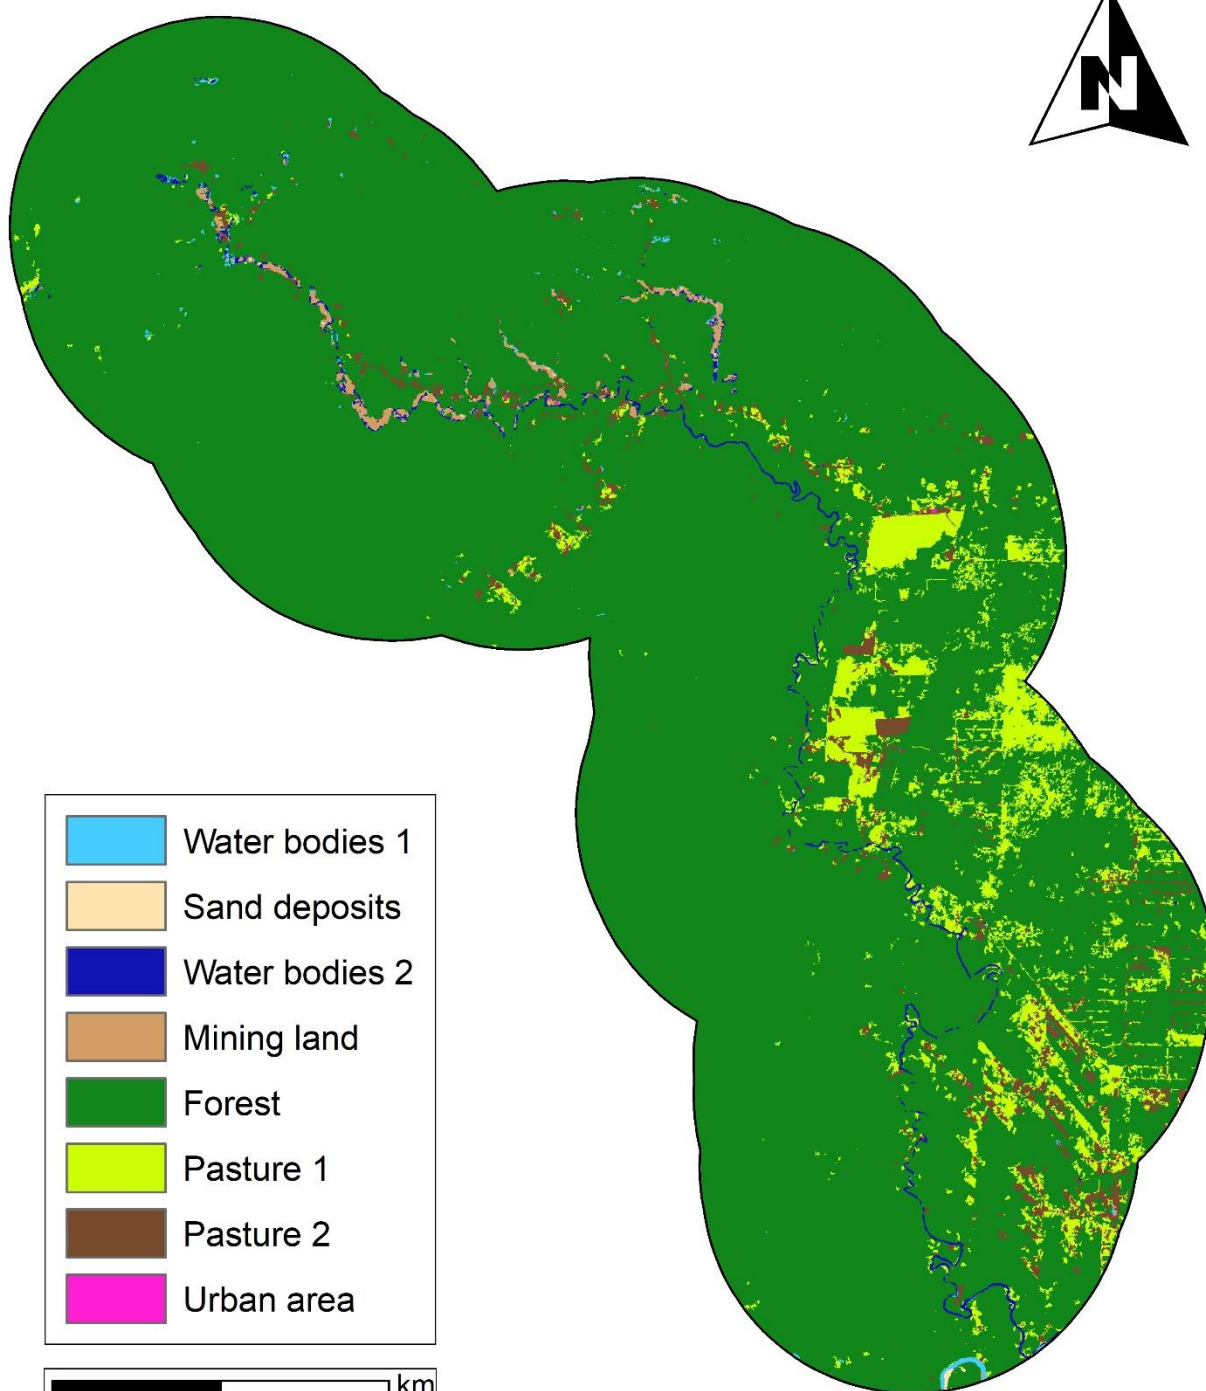 N
Water bodies 1
Sand deposits
Water bodies 2
Mining land
Forest
Pasture 1
Pasture 2
Urban area
km